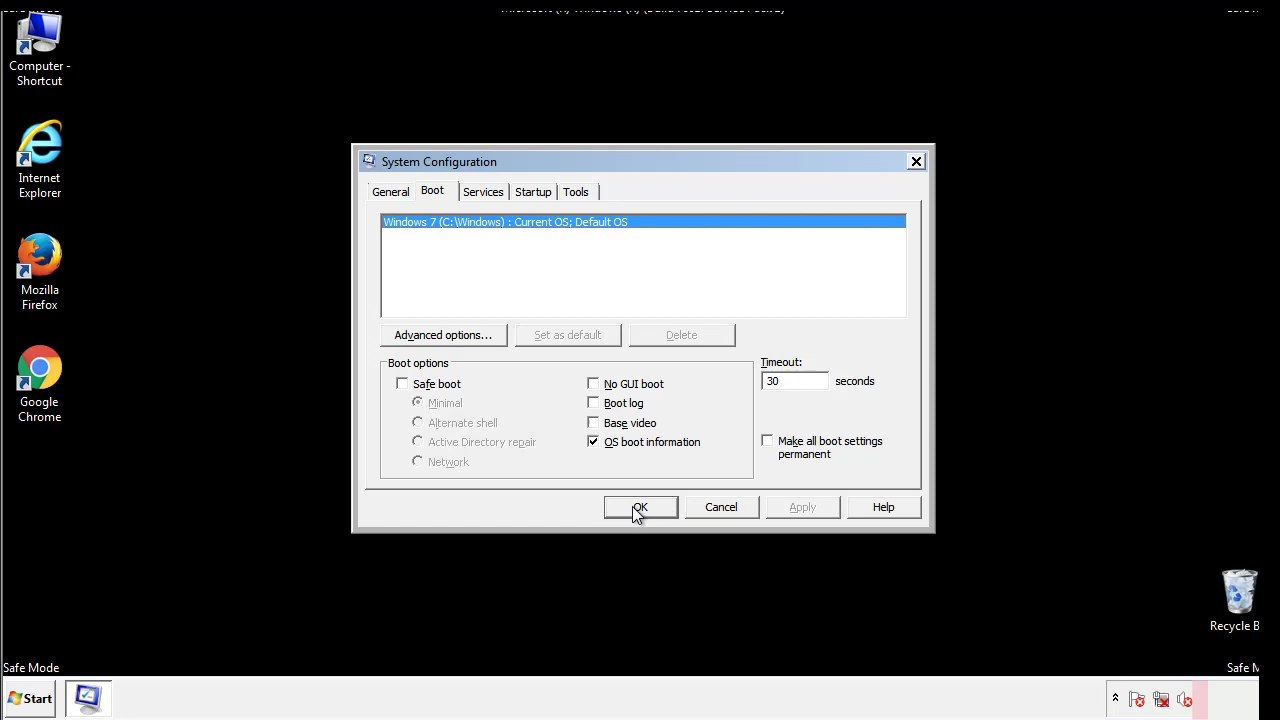 Computer -
Shortcut
Internet
Explorer
Mozilla
Firefox
Google
Chrome
System Configuration
General Boot Services Startup Tools
Windows 7 (C:\Windows) : Current OS; Default OS
Advanced options... Set as default Delete
Boot options
Safe boot
Minimal
Alternate shell
Active Directory repair
Network
No GUI boot
Boot log
Base video
OS boot information
Timeout:
30 seconds
Make all boot settings
permanent
OK Cancel Apply Help
Recycle B
Safe Mode
Safe M
Start